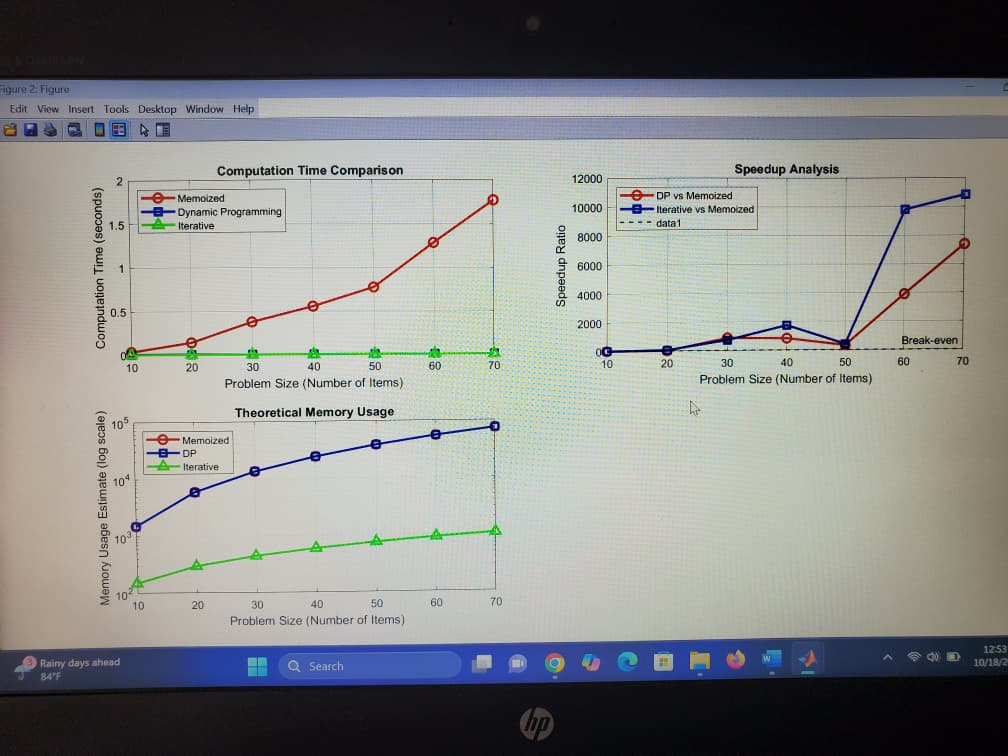 Figure 2: Figure
Edit View Insert Tools Desktop Window Help
Computation Time Comparison
Computation Time (seconds)
2
1.5
1
0.5
0
Memoized
Dynamic Programming
Iterative
10 20 30 40 50 60 70
Problem Size (Number of Items)
Speedup Analysis
Speedup Ratio
12000
10000
8000
6000
4000
2000
0
DP vs Memoized
Iterative vs Memoized
data1
Break-even
10 20 30 40 50 60 70
Problem Size (Number of Items)
Theoretical Memory Usage
Memory Usage Estimate (log scale)
10^5
10^4
10^3
10^2
Memoized
DP
Iterative
10 20 30 40 50 60 70
Problem Size (Number of Items)
3
Rainy days ahead
84°F
Search
W
12:53
10/18/2
hp